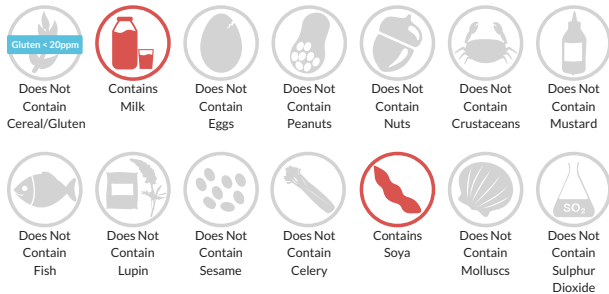 Gluten < 20ppm
Does Not
Contain
Cereal/Gluten
Contains
Milk
Does Not
Contain
Eggs
Does Not
Contain
Peanuts
Does Not
Contain
Nuts
Does Not
Contain
Crustaceans
Does Not
Contain
Mustard
Does Not
Contain
Fish
Does Not
Contain
Lupin
Does Not
Contain
Sesame
Does Not
Contain
Celery
Contains
Soya
Does Not
Contain
Molluscs
SO₂
Does Not
Contain
Sulphur
Dioxide